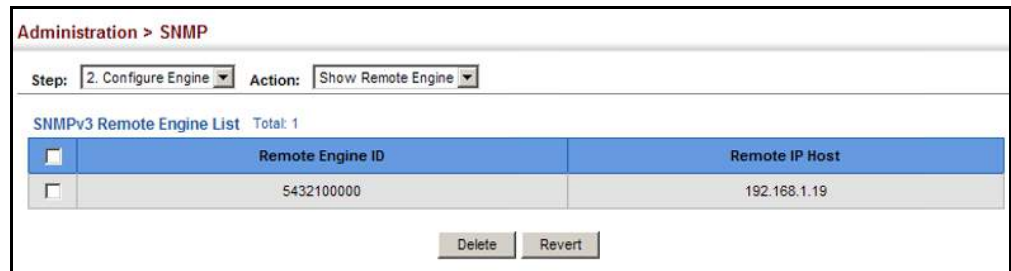 Administration > SNMP
Step: 2. Configure Engine Action: Show Remote Engine
SNMPv3 Remote Engine List Total: 1
Remote Engine ID Remote IP Host
5432100000 192.168.1.19
Delete Revert